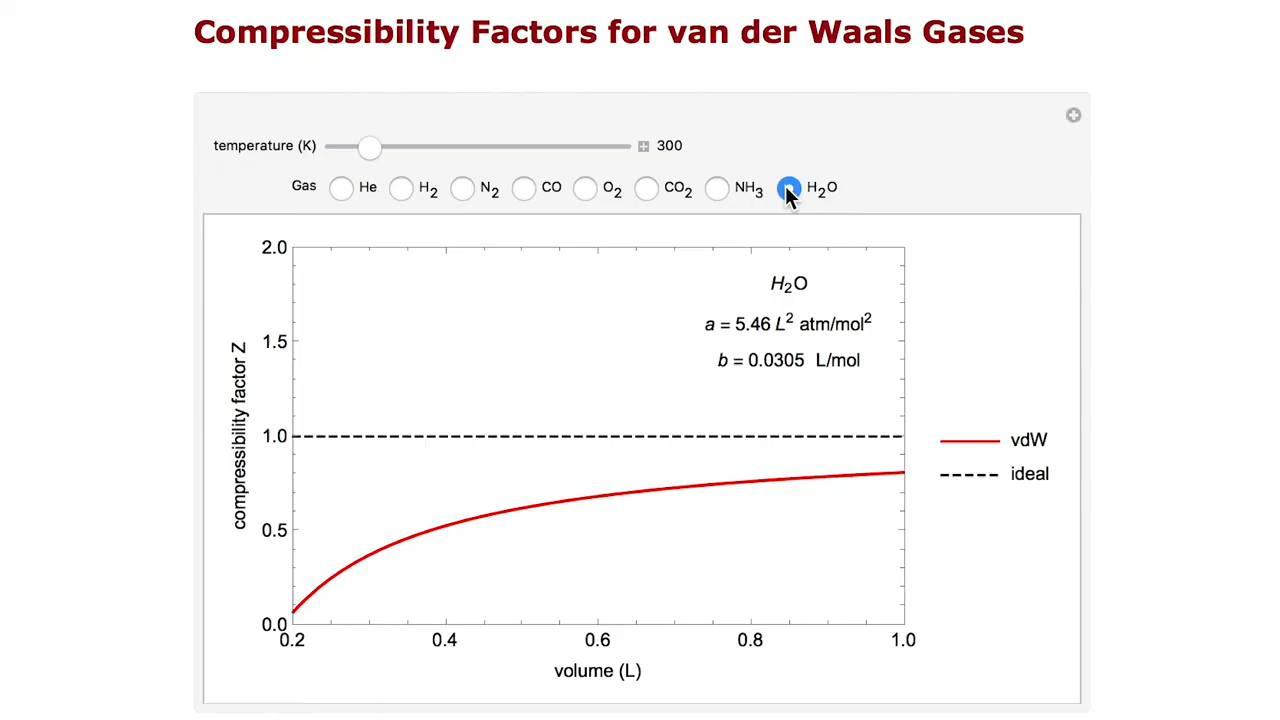 Compressibility Factors for van der Waals Gases
temperature (K) 300
Gas He H2 N2 CO O2 CO2 NH3 H2O
2.0
1.5
1.0
0.5
0.0
compressibility factor Z
H2O
a = 5.46 L² atm/mol²
b = 0.0305 L/mol
vdW
ideal
0.2 0.4 0.6 0.8 1.0
volume (L)